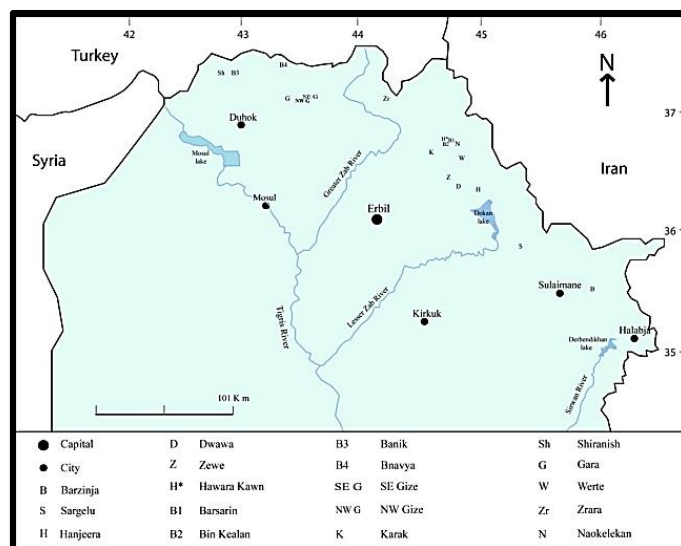 42 43 44 45 46
Turkey
N
Sh B3 B4
G NW G SE G Zr
37
Duhok
H* B1
B2 N
K W
Syria
Iran
Mosul
lake
Greater Zab River
Z D H
Mosul
Erbil
Dokan
lake
36
S
Sulaimane
B
Tigris River
Lesser Zab River
Kirkuk
Halabja
Derbendikhan
lake
35
Sirwan River
101 K m
Capital D Dwawa B3 Banik Sh Shiranish
City Z Zewe B4 Bnavya G Gara
B Barzinja H* Hawara Kawn SE G SE Gize W Werte
S Sargelu B1 Barsarin NW G NW Gize Zr Zrara
H Hanjeera B2 Bin Kealan K Karak N Naokelekan